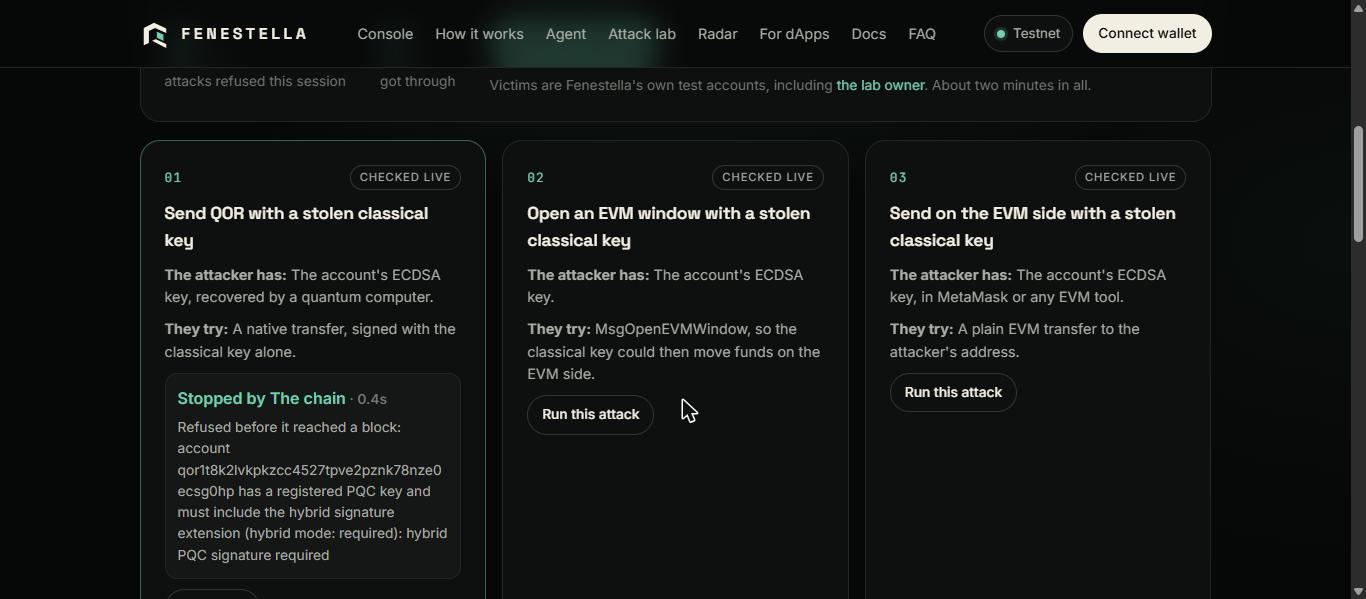 FENESTELLA
Console How it works Agent Attack lab Radar For dApps Docs FAQ
Testnet
Connect wallet
attacks refused this session
got through
Victims are Fenestella's own test accounts, including the lab owner. About two minutes in all.
01
CHECKED LIVE
Send QOR with a stolen classical
key
The attacker has: The account's ECDSA
key, recovered by a quantum computer.
They try: A native transfer, signed with the
classical key alone.
Stopped by The chain · 0.4s
Refused before it reached a block:
account
qor1t8k2lvkpkzcc4527tpve2pznk78nze0
ecsg0hp has a registered PQC key and
must include the hybrid signature
extension (hybrid mode: required): hybrid
PQC signature required
02
CHECKED LIVE
Open an EVM window with a stolen
classical key
The attacker has: The account's ECDSA
key.
They try: MsgOpenEVMWindow, so the
classical key could then move funds on the
EVM side.
Run this attack
03
CHECKED LIVE
Send on the EVM side with a stolen
classical key
The attacker has: The account's ECDSA
key, in MetaMask or any EVM tool.
They try: A plain EVM transfer to the
attacker's address.
Run this attack